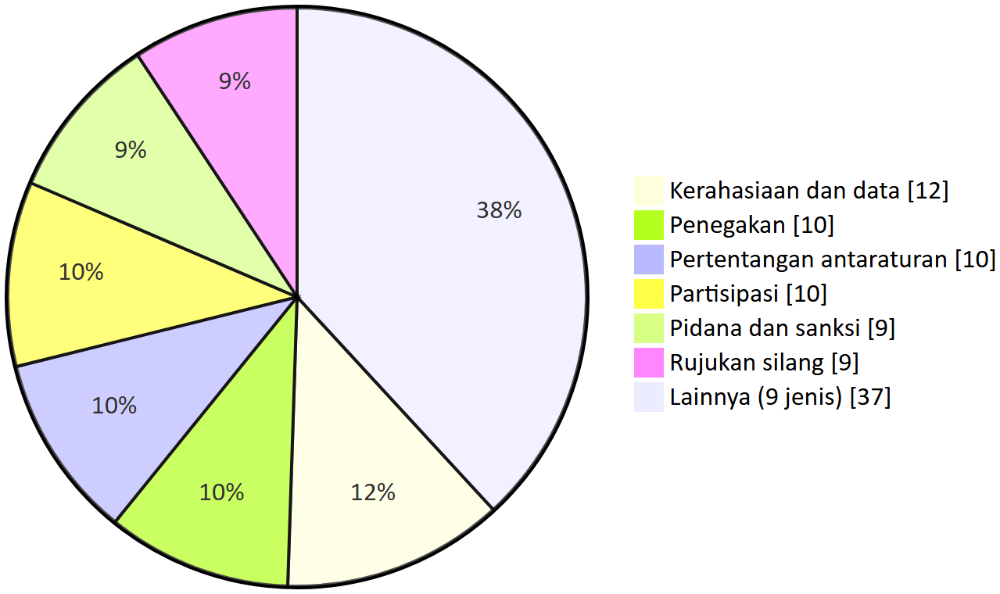 9%
9%
38%
10%
10%
10%
12%
Kerahasiaan dan data [12]
Penegakan [10]
Pertentangan antaraturan [10]
Partisipasi [10]
Pidana dan sanksi [9]
Rujukan silang [9]
Lainnya (9 jenis) [37]